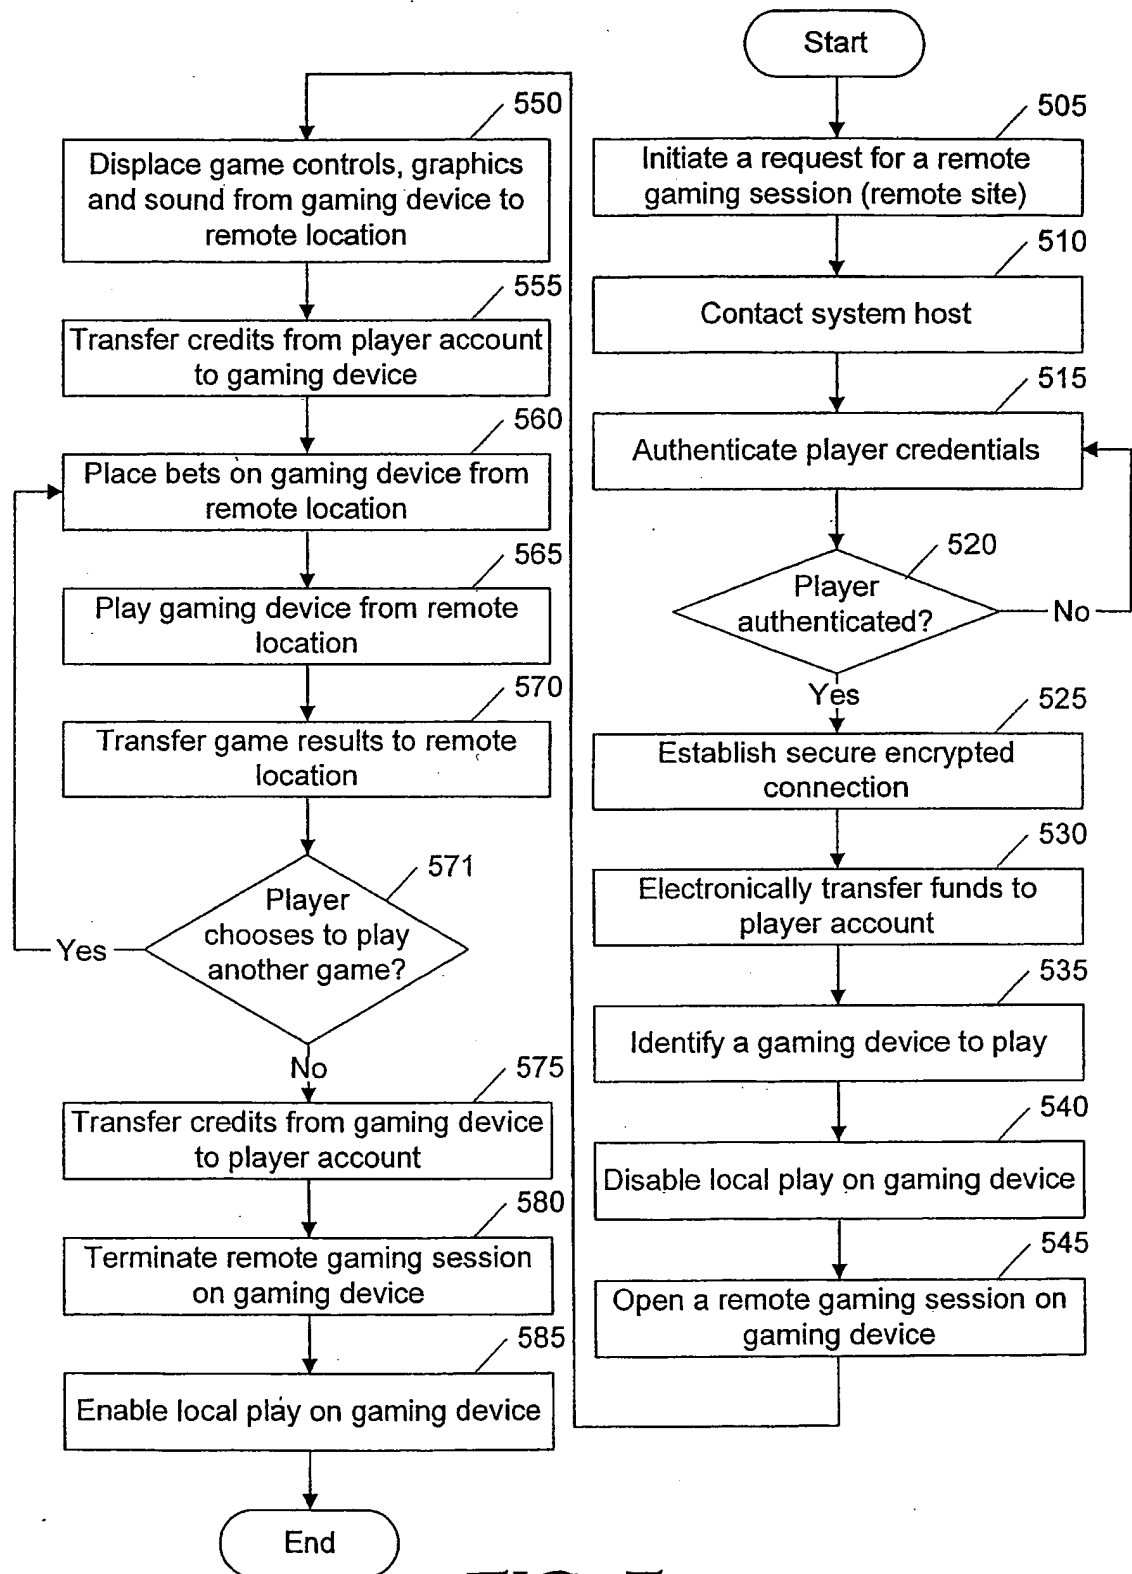 Start
505
Initiate a request for a remote
gaming session (remote site)
510
Contact system host
515
Authenticate player credentials
520
Player
authenticated?
No
Yes
525
Establish secure encrypted
connection
530
Electronically transfer funds to
player account
535
Identify a gaming device to play
540
Disable local play on gaming device
545
Open a remote gaming session on
gaming device
550
Displace game controls, graphics
and sound from gaming device to
remote location
555
Transfer credits from player account
to gaming device
560
Place bets on gaming device from
remote location
565
Play gaming device from remote
location
570
Transfer game results to remote
location
571
Player
chooses to play
another game?
Yes
No
575
Transfer credits from gaming device
to player account
580
Terminate remote gaming session
on gaming device
585
Enable local play on gaming device
End